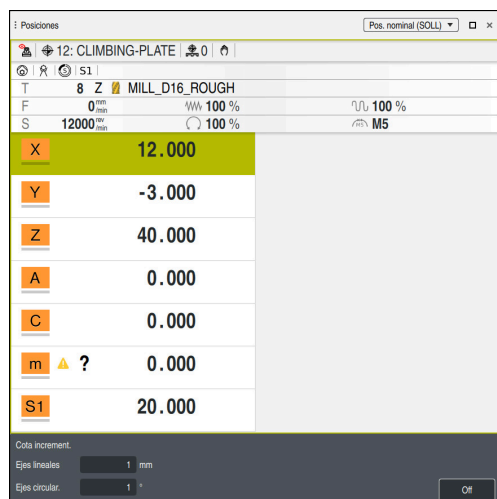 Posiciones Pos. nominal (SOLL)
12: CLIMBING-PLATE 0
S1
T 8 Z MILL_D16_ROUGH
F 0 mm/min 100 % 100 %
S 12000 rev/min 100 % M5 M5
X 12.000
Y -3.000
Z 40.000
A 0.000
C 0.000
m ? 0.000
S1 20.000
Cota increment.
Ejes lineales 1 mm
Ejes circular. 1 °
Off